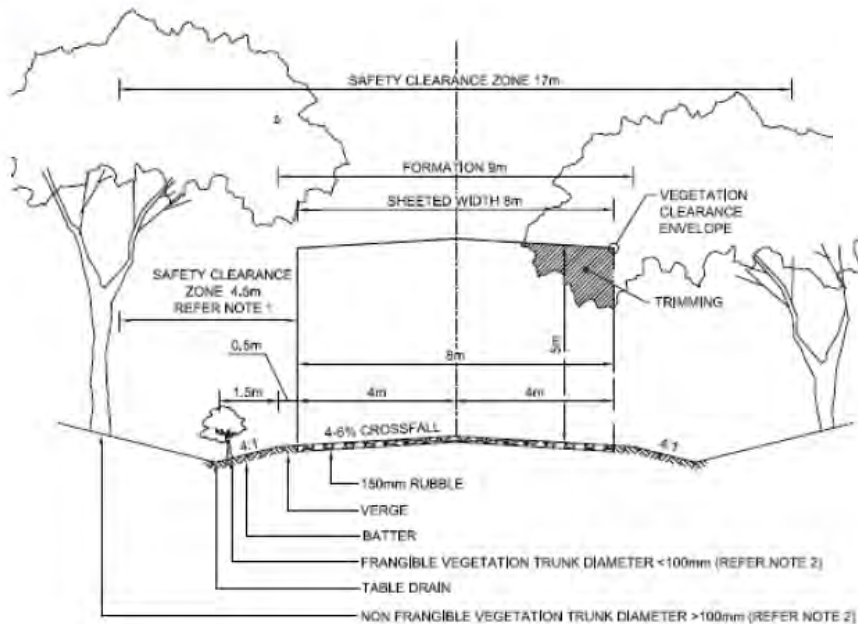 SAFETY CLEARANCE ZONE 17m
FORMATION 9m
SHEETED WIDTH 8m
VEGETATION
CLEARANCE
ENVELOPE
SAFETY CLEARANCE
ZONE 4.5m
REFER NOTE 1
TRIMMING
0.5m
5m
8m
1.5m
4m
4m
4-6% CROSSFALL
4:1
4:1
150mm RUBBLE
VERGE
BATTER
FRANGIBLE VEGETATION TRUNK DIAMETER <100mm (REFER NOTE 2)
TABLE DRAIN
NON FRANGIBLE VEGETATION TRUNK DIAMETER >100mm (REFER NOTE 2)